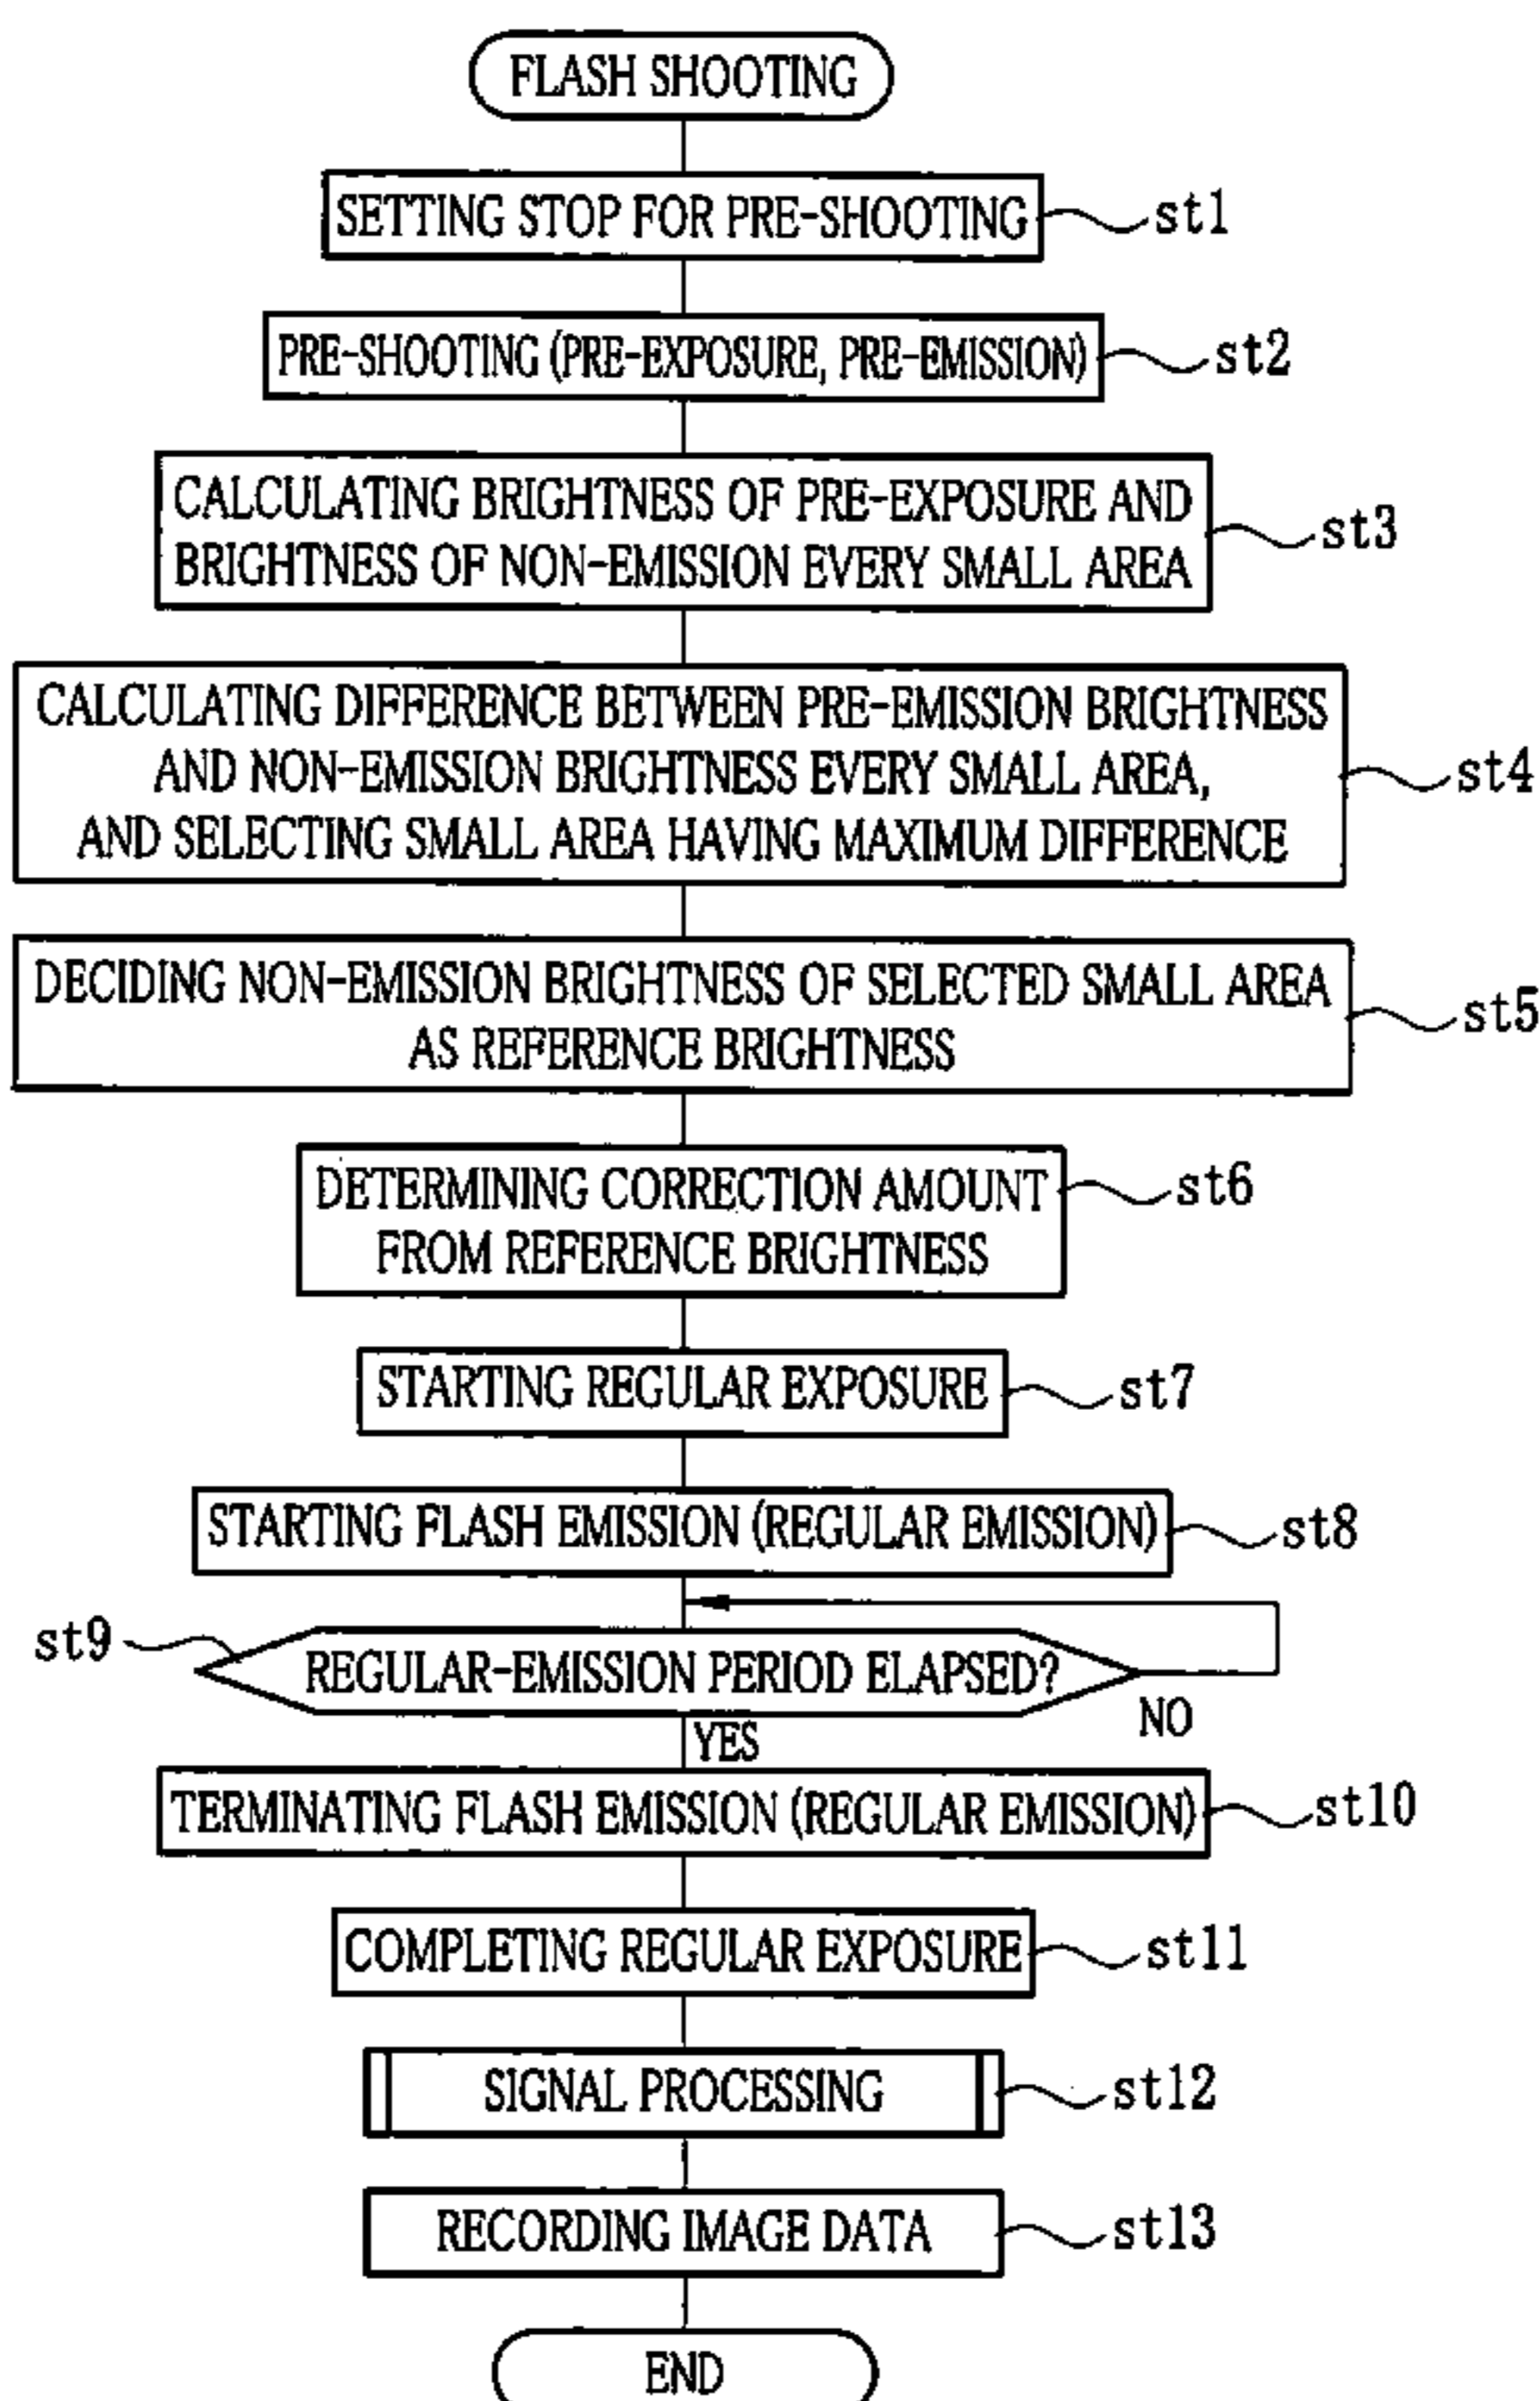 FLASH SHOOTING
SETTING STOP FOR PRE-SHOOTING
st1
PRE-SHOOTING (PRE-EXPOSURE, PRE-EMISSION)
st2
CALCULATING BRIGHTNESS OF PRE-EXPOSURE AND
BRIGHTNESS OF NON-EMISSION EVERY SMALL AREA
st3
CALCULATING DIFFERENCE BETWEEN PRE-EMISSION BRIGHTNESS
AND NON-EMISSION BRIGHTNESS EVERY SMALL AREA,
AND SELECTING SMALL AREA HAVING MAXIMUM DIFFERENCE
st4
DECIDING NON-EMISSION BRIGHTNESS OF SELECTED SMALL AREA
AS REFERENCE BRIGHTNESS
st5
DETERMINING CORRECTION AMOUNT
FROM REFERENCE BRIGHTNESS
st6
STARTING REGULAR EXPOSURE
st7
STARTING FLASH EMISSION (REGULAR EMISSION)
st8
st9
REGULAR-EMISSION PERIOD ELAPSED?
NO
YES
TERMINATING FLASH EMISSION (REGULAR EMISSION)
st10
COMPLETING REGULAR EXPOSURE
st11
SIGNAL PROCESSING
st12
RECORDING IMAGE DATA
st13
END